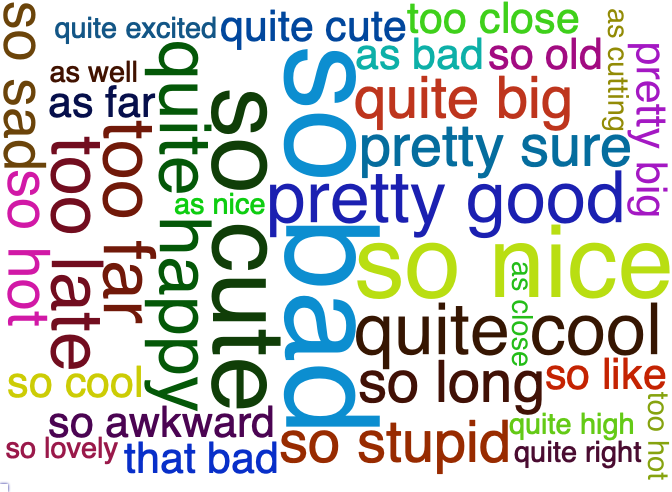 so sad
quite excited
quite cute
too close
as cutting
pretty big
as well
as bad
so old
as far
quite happy
so cute
so bad
quite big
too late
too far
pretty sure
so hot
as nice
pretty good
so nice
as close
quite cool
so cool
so long
so like
too hot
so awkward
quite high
so lovely
that bad
so stupid
quite right